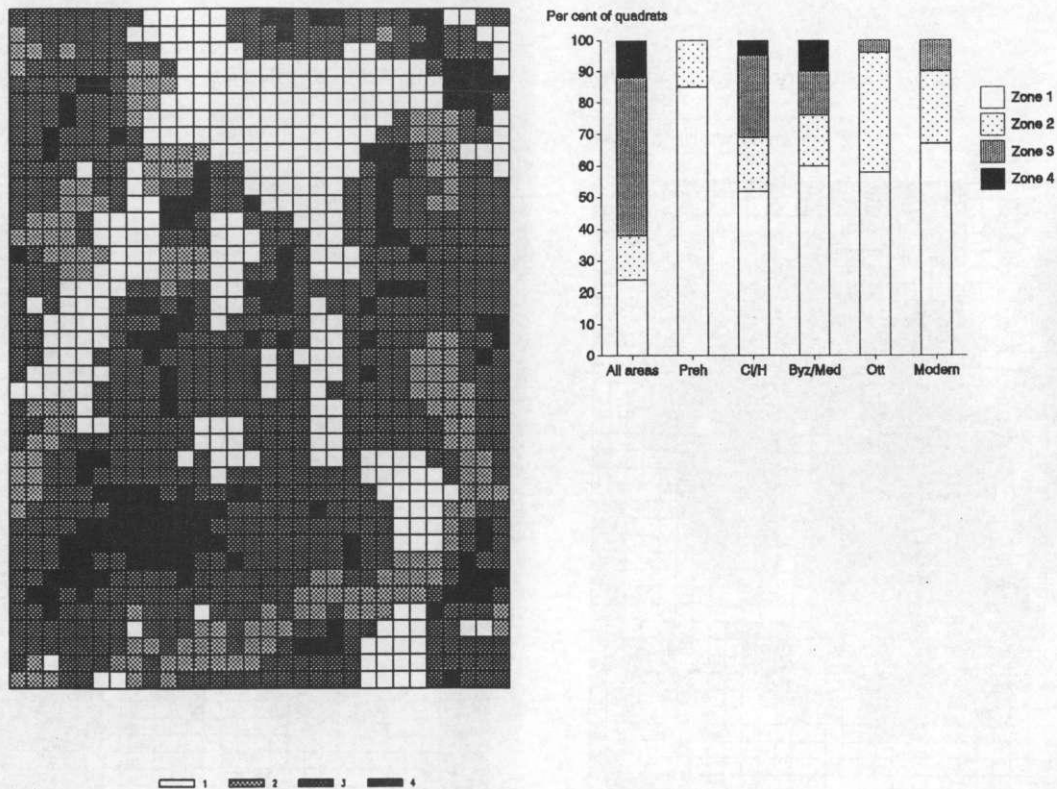 Per cent of quadrats
100
90
80
70
60
50
40
30
20
10
0
All areas Preh Cl/H Byz/Med Ott Modern
Zone 1
Zone 2
Zone 3
Zone 4
1 2 3 4